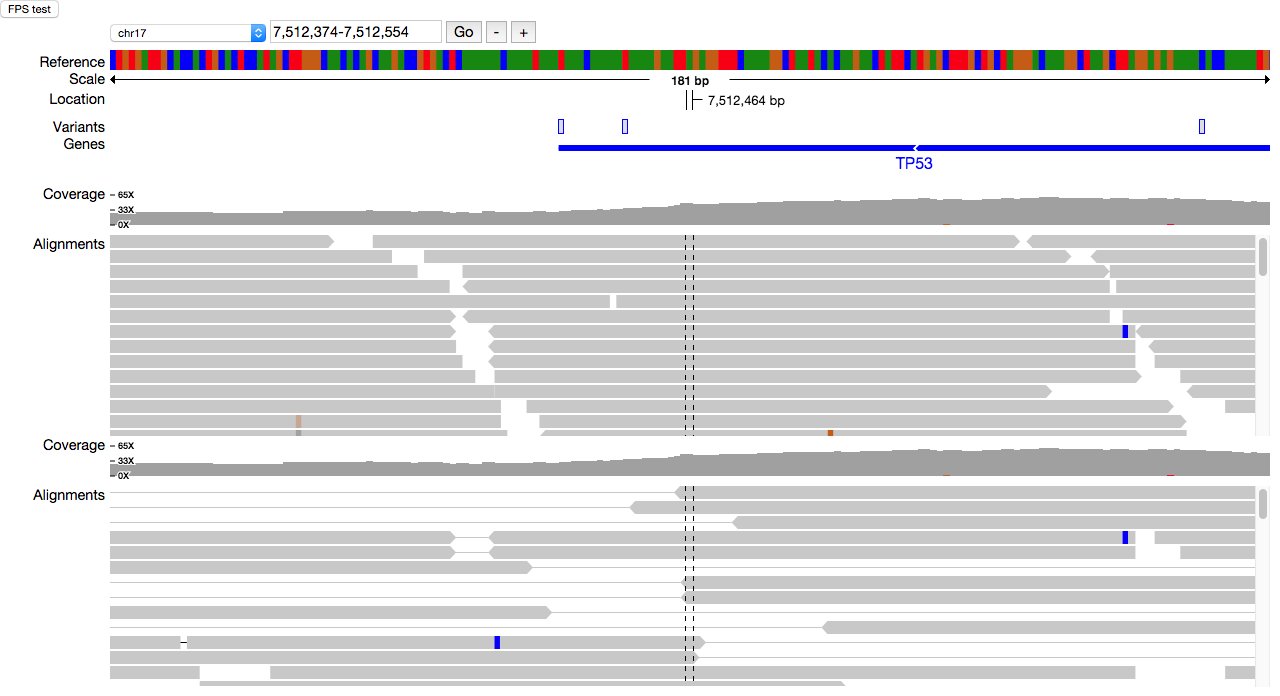 FPS test
chr17 7,512,374-7,512,554 Go - +
Reference
Scale 181 bp
Location 7,512,464 bp
Variants
Genes
TP53
Coverage 65X
33X
0X
Alignments
Coverage 65X
33X
0X
Alignments